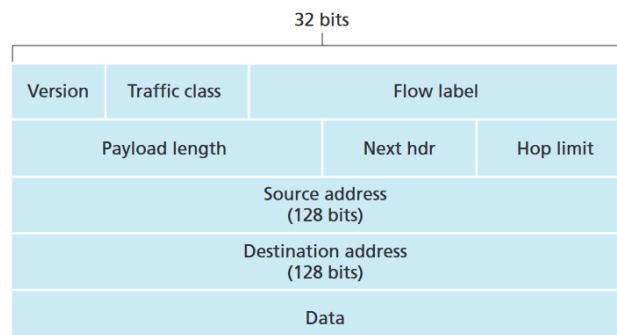 32 bits
Version Traffic class Flow label
Payload length Next hdr Hop limit
Source address
(128 bits)
Destination address
(128 bits)
Data